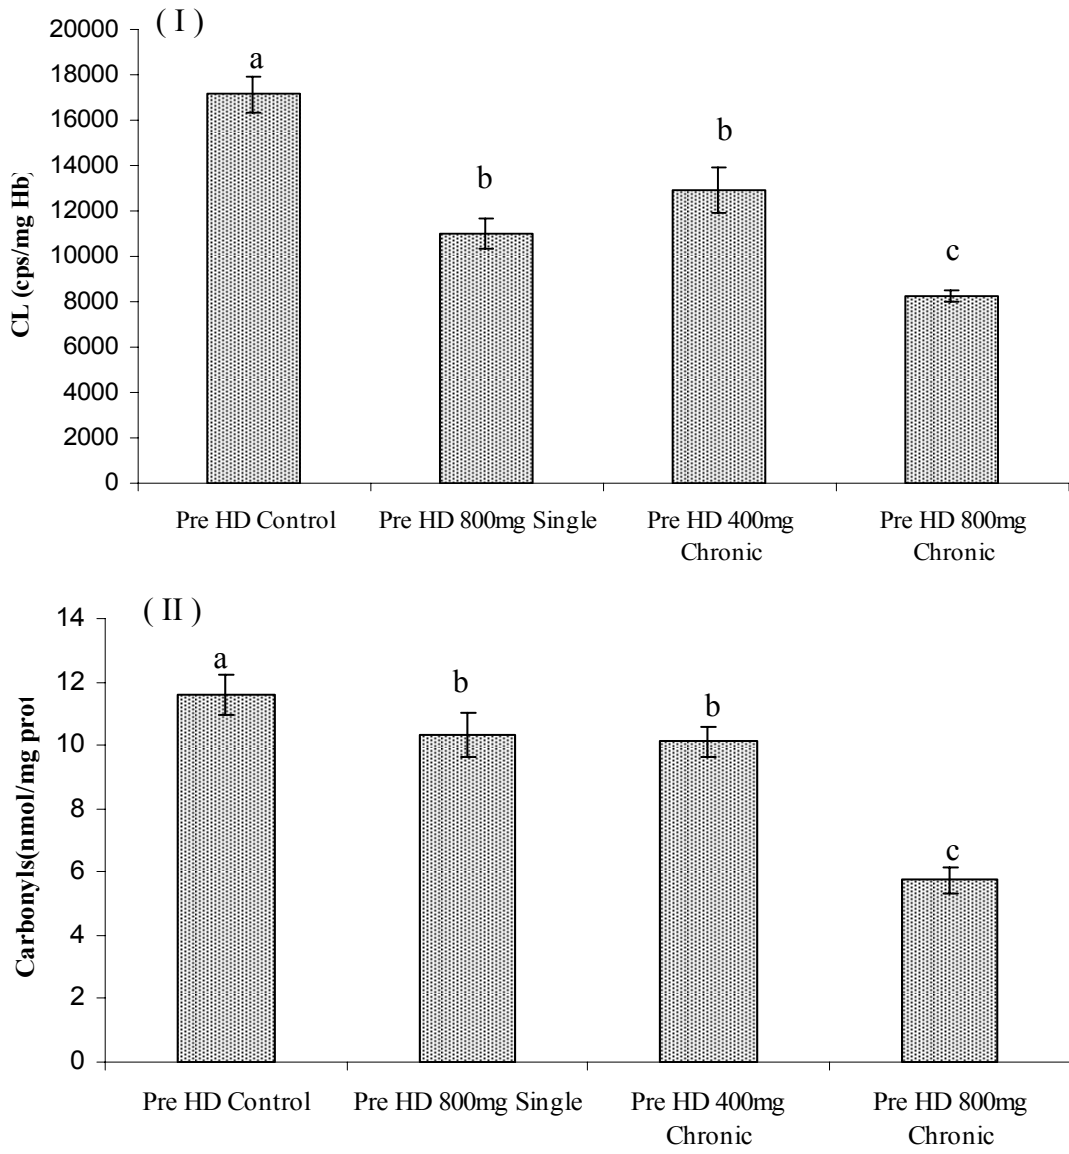 ( I )
20000
18000
16000
14000
12000
10000
8000
6000
4000
2000
0
CL (cps/mg Hb)
a
b
b
c
Pre HD Control
Pre HD 800mg Single
Pre HD 400mg
Chronic
Pre HD 800mg
Chronic
( II )
14
12
10
8
6
4
2
0
Carbonyls(nmol/mg prot
a
b
b
c
Pre HD Control
Pre HD 800mg Single
Pre HD 400mg
Chronic
Pre HD 800mg
Chronic